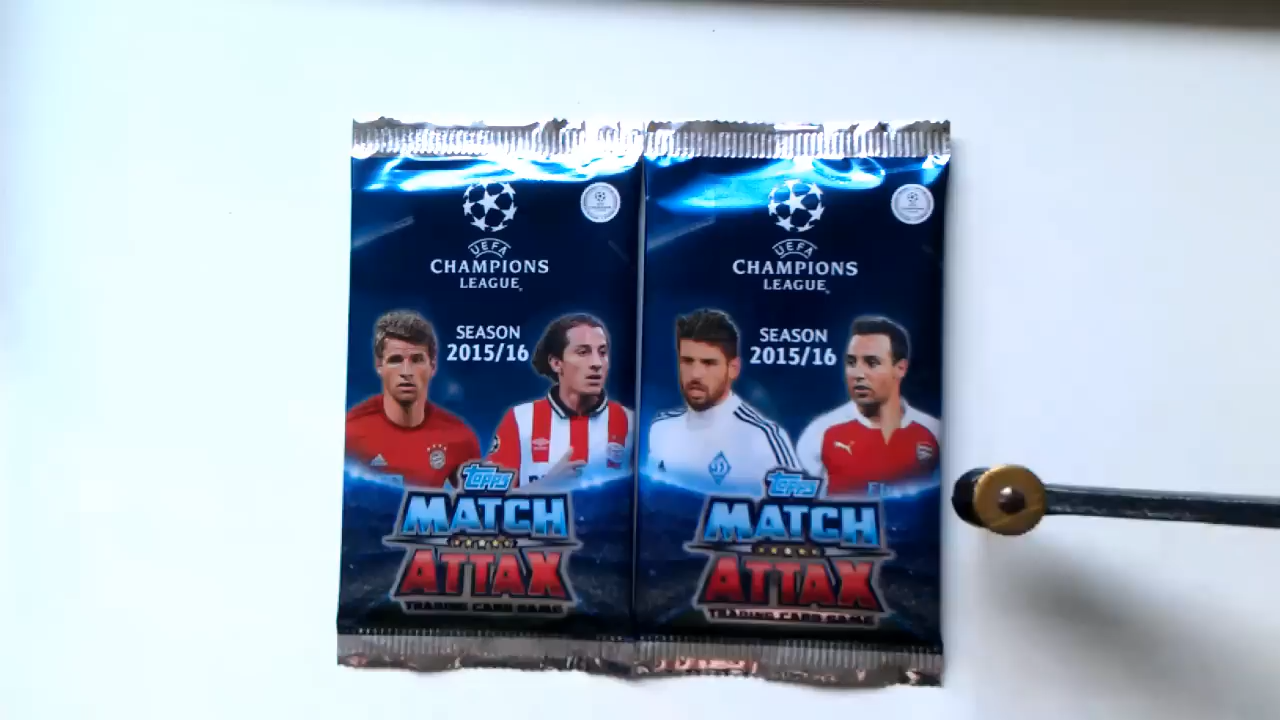 UEFA
CHAMPIONS
LEAGUE
SEASON
2015/16
Topps
MATCH
ATTAX
TRADING CARD GAME
UEFA
CHAMPIONS
LEAGUE
SEASON
2015/16
Topps
MATCH
ATTAX
TRADING CARD GAME